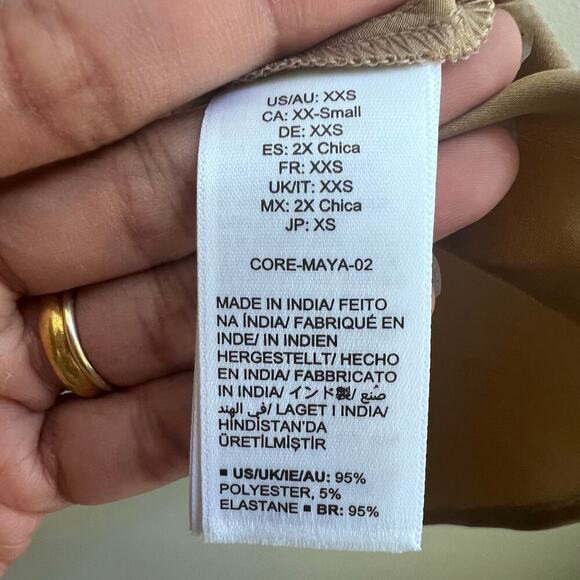 US/AU: XXS
CA: XX-Small
DE: XXS
ES: 2X Chica
FR: XXS
UK/IT: XXS
MX: 2X Chica
JP: XS
CORE-MAYA-02
MADE IN INDIA/ FEITO
NA ÍNDIA/ FABRIQUÉ EN
INDE/ IN INDIEN
HERGESTELLT/ HECHO
EN INDIA/ FABBRICATO
IN INDIA/ インド製/ صُنع
في الهند/ LAGET I INDIA/
HİNDİSTAN'DA
ÜRETİLMİŞTİR
■ US/UK/IE/AU: 95%
POLYESTER, 5%
ELASTANE ■ BR: 95%